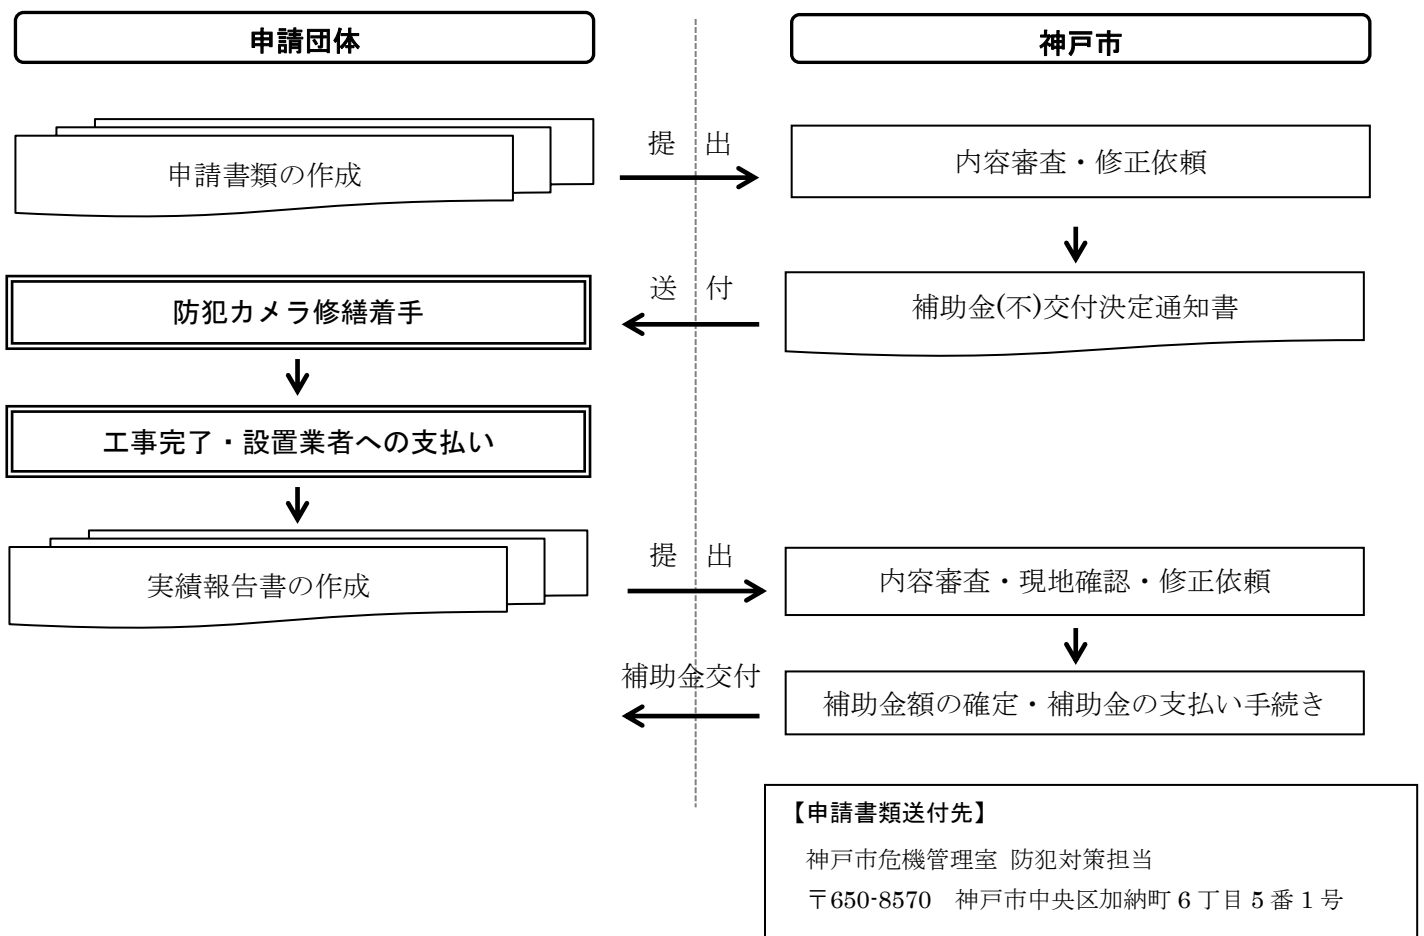 申請団体
神戸市
申請書類の作成
提 出
内容審査・修正依頼
防犯カメラ修繕着手
送 付
補助金(不)交付決定通知書
工事完了・設置業者への支払い
実績報告書の作成
提 出
内容審査・現地確認・修正依頼
補助金交付
補助金額の確定・補助金の支払い手続き
【申請書類送付先】
神戸市危機管理室 防犯対策担当
〒650-8570 神戸市中央区加納町 6 丁目 5 番 1 号